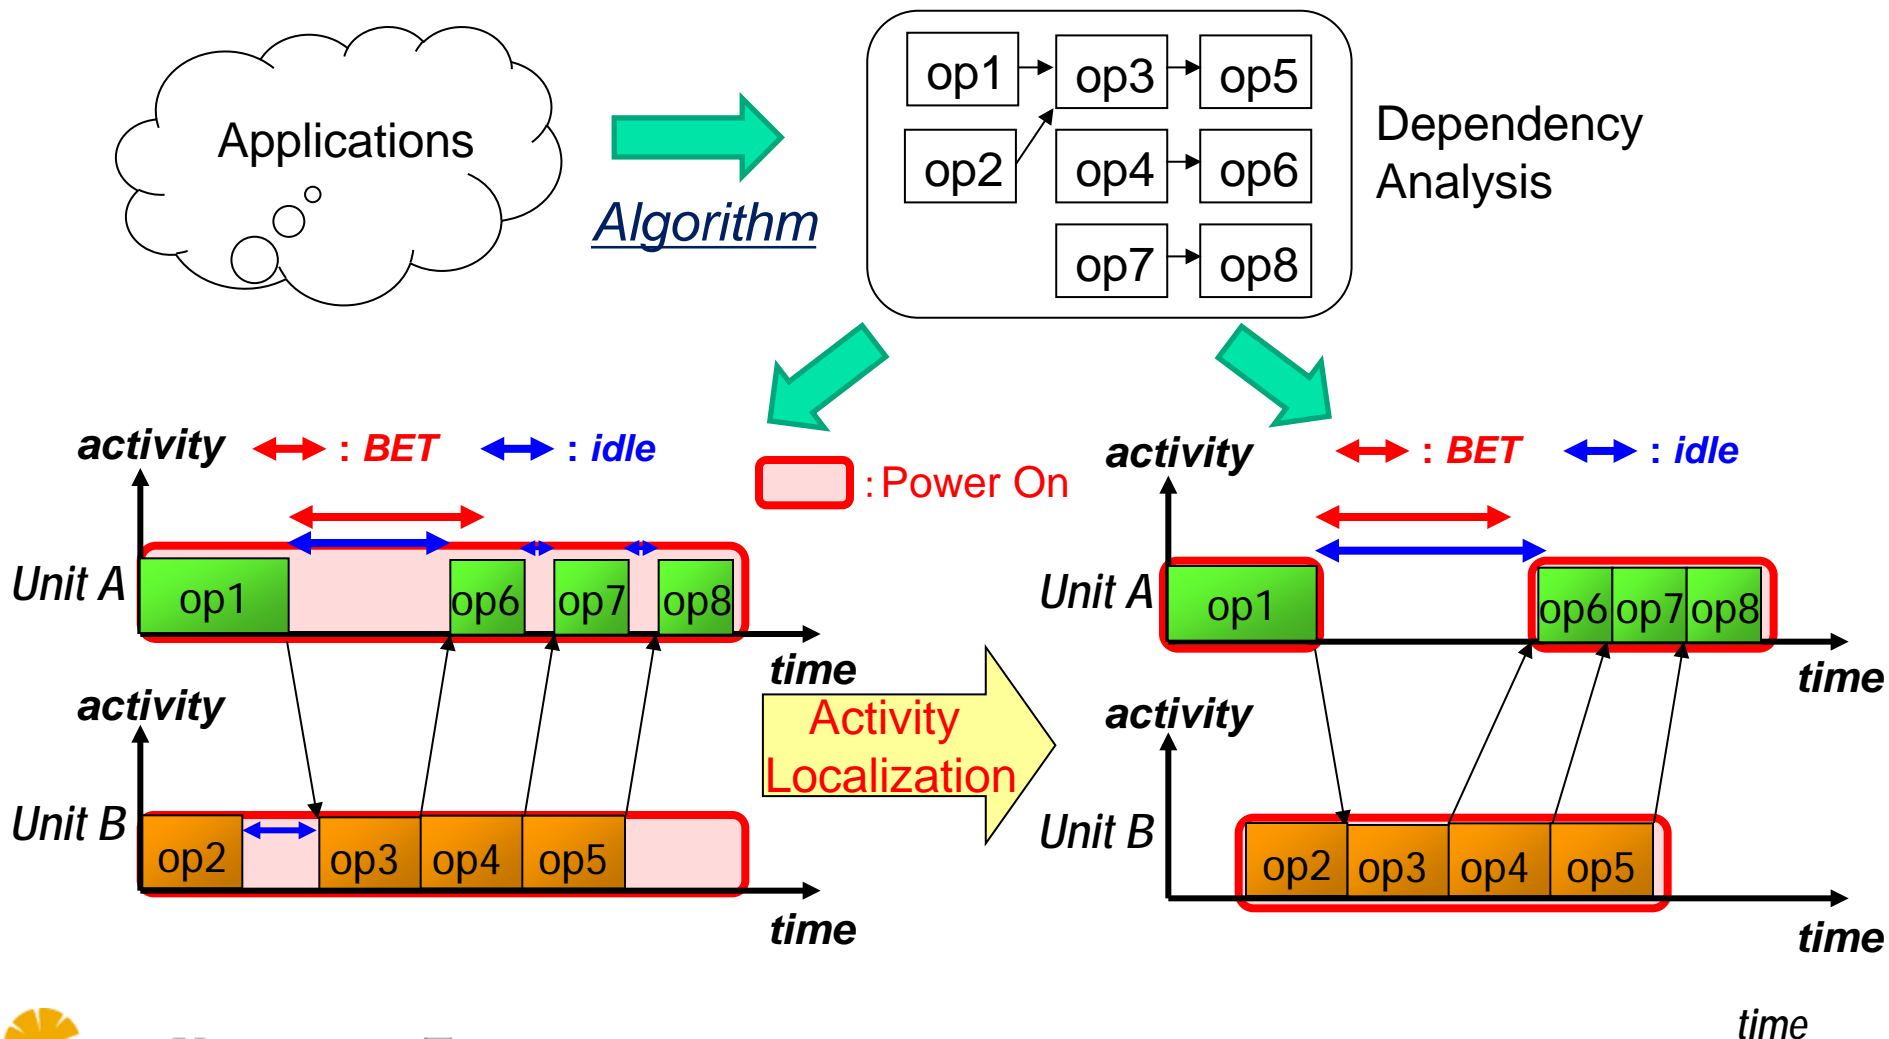 Applications
Algorithm
op1
op3
op5
op2
op4
op6
op7
op8
Dependency
Analysis
activity
: BET
: idle
: Power On
Unit A
op1
op6
op7
op8
time
activity
Unit B
op2
op3
op4
op5
time
Activity
Localization
activity
: BET
: idle
Unit A
op1
op6
op7
op8
time
activity
Unit B
op2
op3
op4
op5
time
time